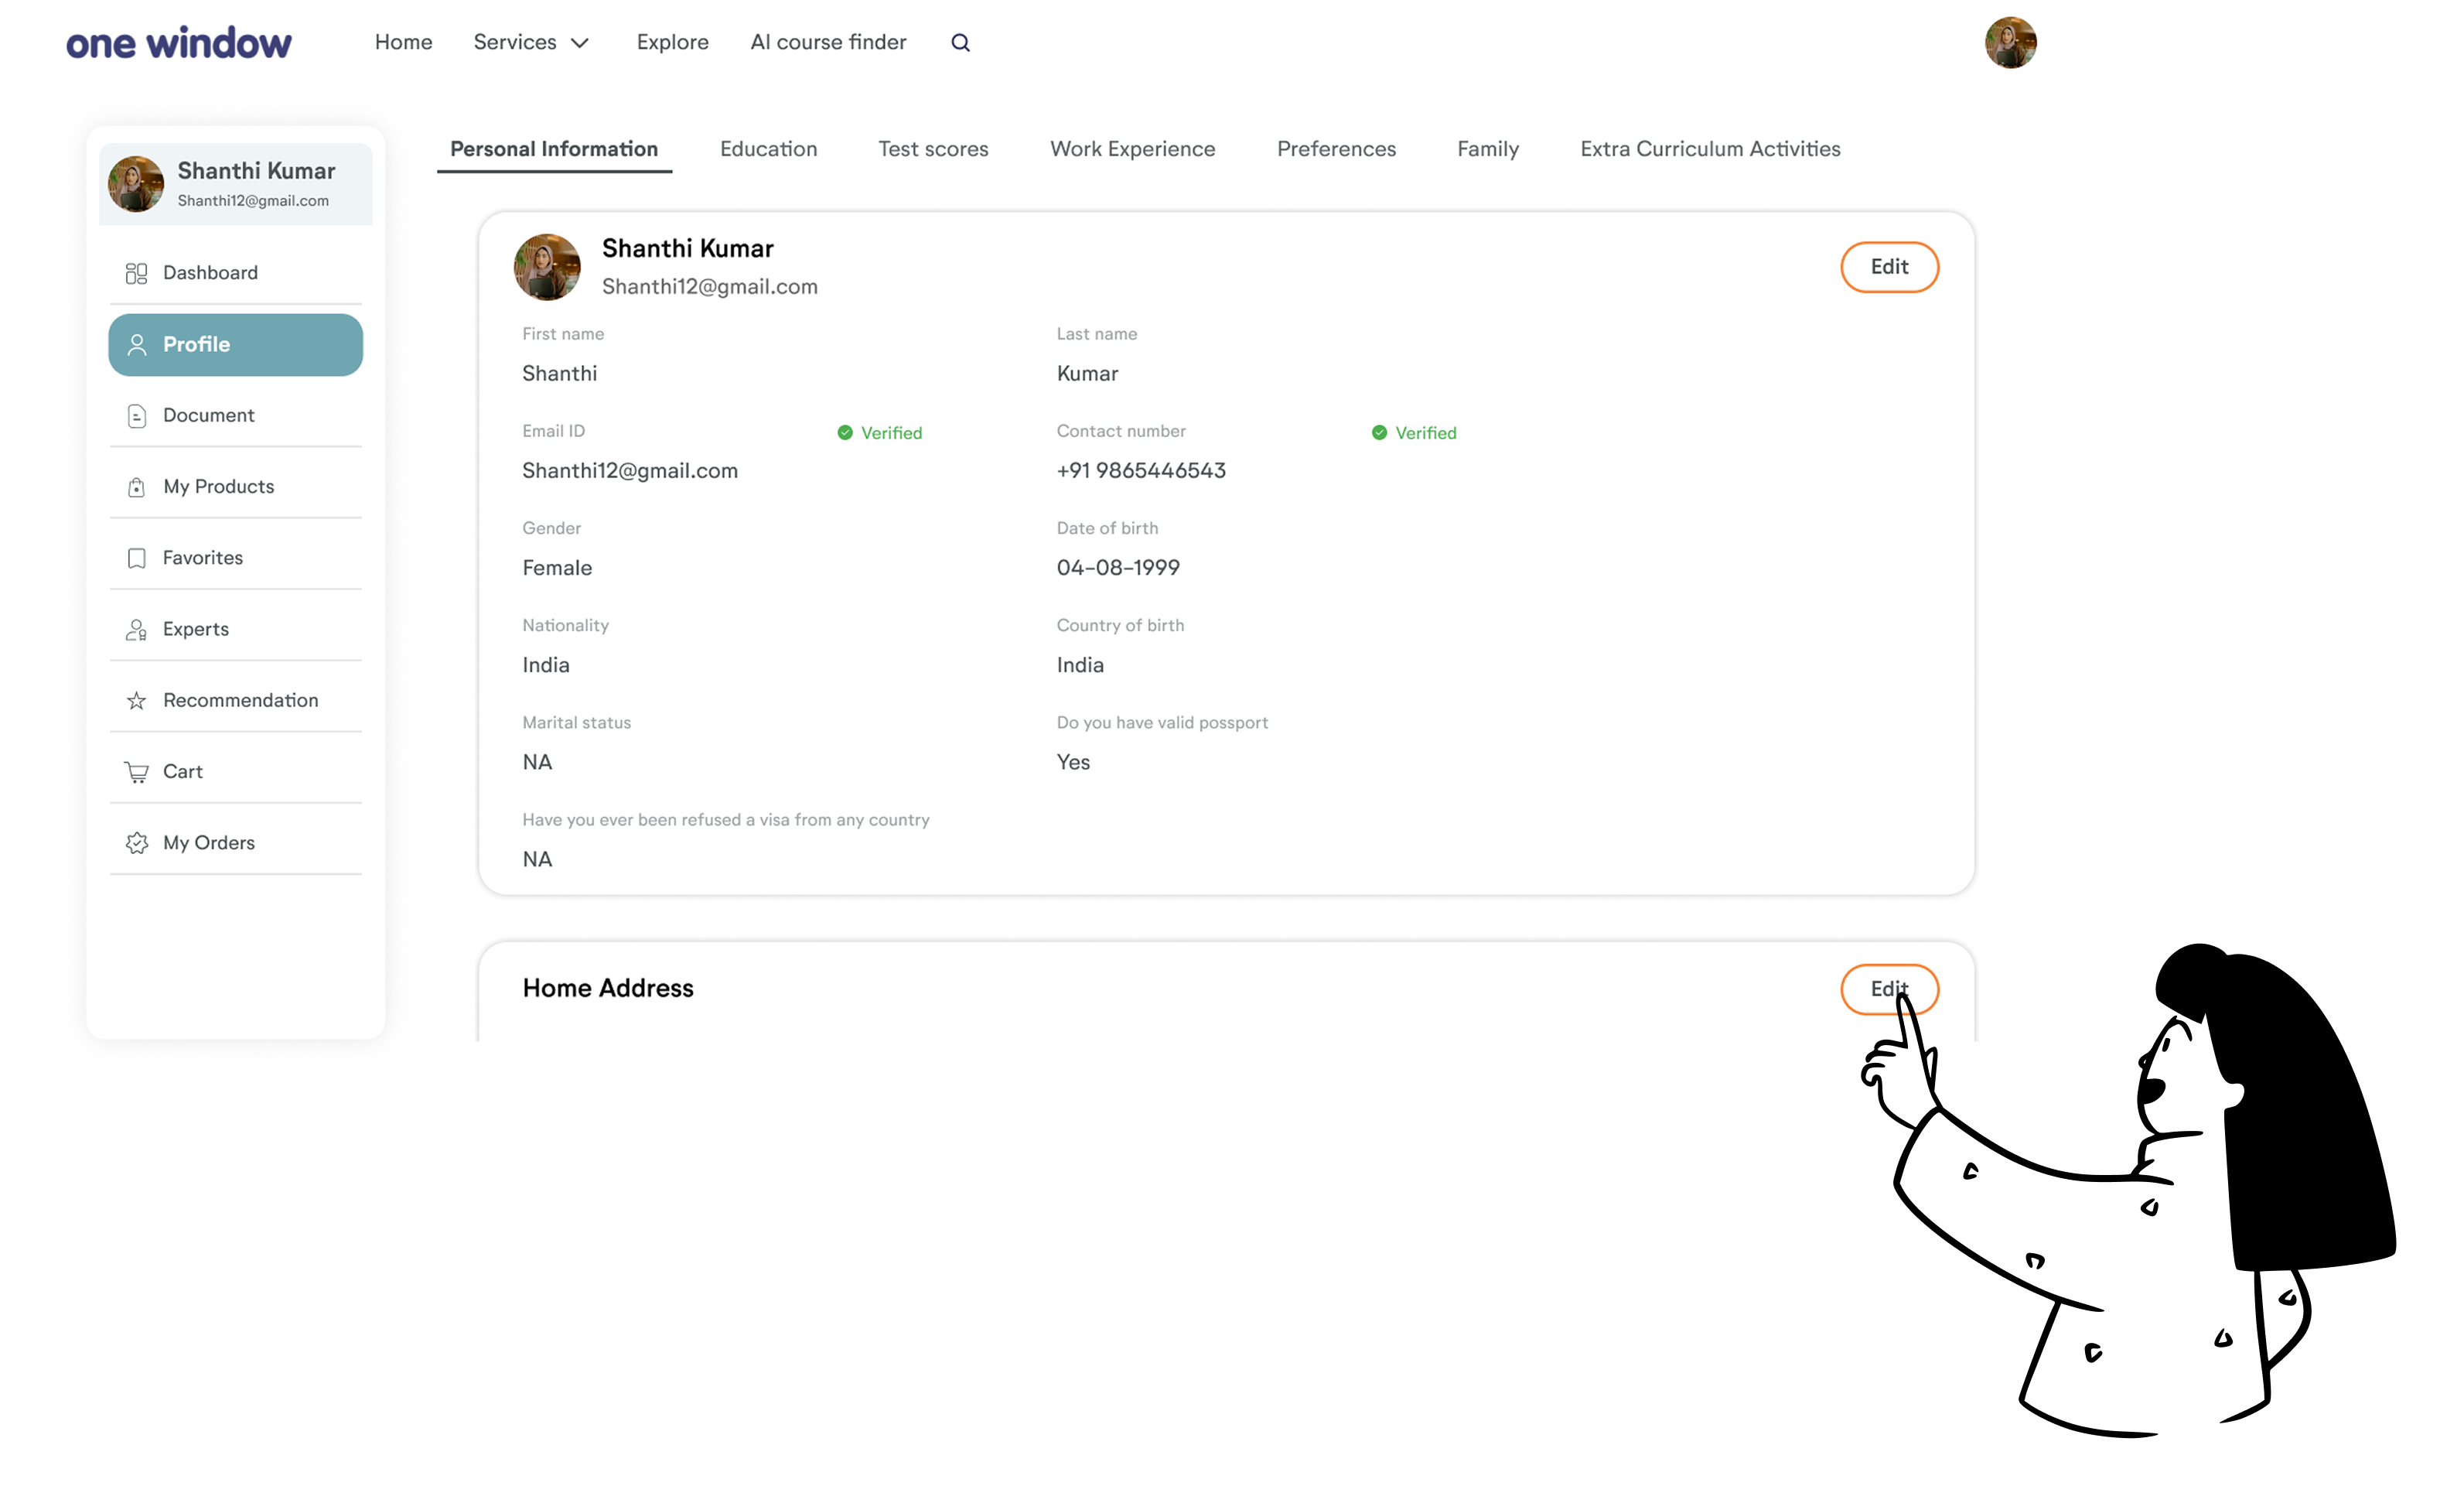 one window
Home Services Explore AI course finder
Shanthi Kumar
Shanthi12@gmail.com
Dashboard
Profile
Document
My Products
Favorites
Experts
Recommendation
Cart
My Orders
Personal Information Education Test scores Work Experience Preferences Family Extra Curriculum Activities
Shanthi Kumar
Shanthi12@gmail.com
Edit
First name Last name
Shanthi Kumar
Email ID Verified Contact number Verified
Shanthi12@gmail.com +91 9865446543
Gender Date of birth
Female 04-08-1999
Nationality Country of birth
India India
Marital status Do you have valid possport
NA Yes
Have you ever been refused a visa from any country
NA
Home Address Edit